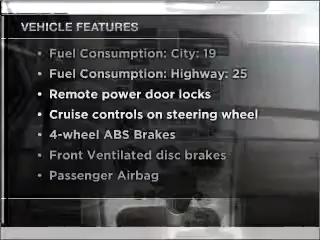 VEHICLE FEATURES
• Fuel Consumption: City: 19
• Fuel Consumption: Highway: 25
• Remote power door locks
• Cruise controls on steering wheel
• 4-wheel ABS Brakes
• Front Ventilated disc brakes
• Passenger Airbag